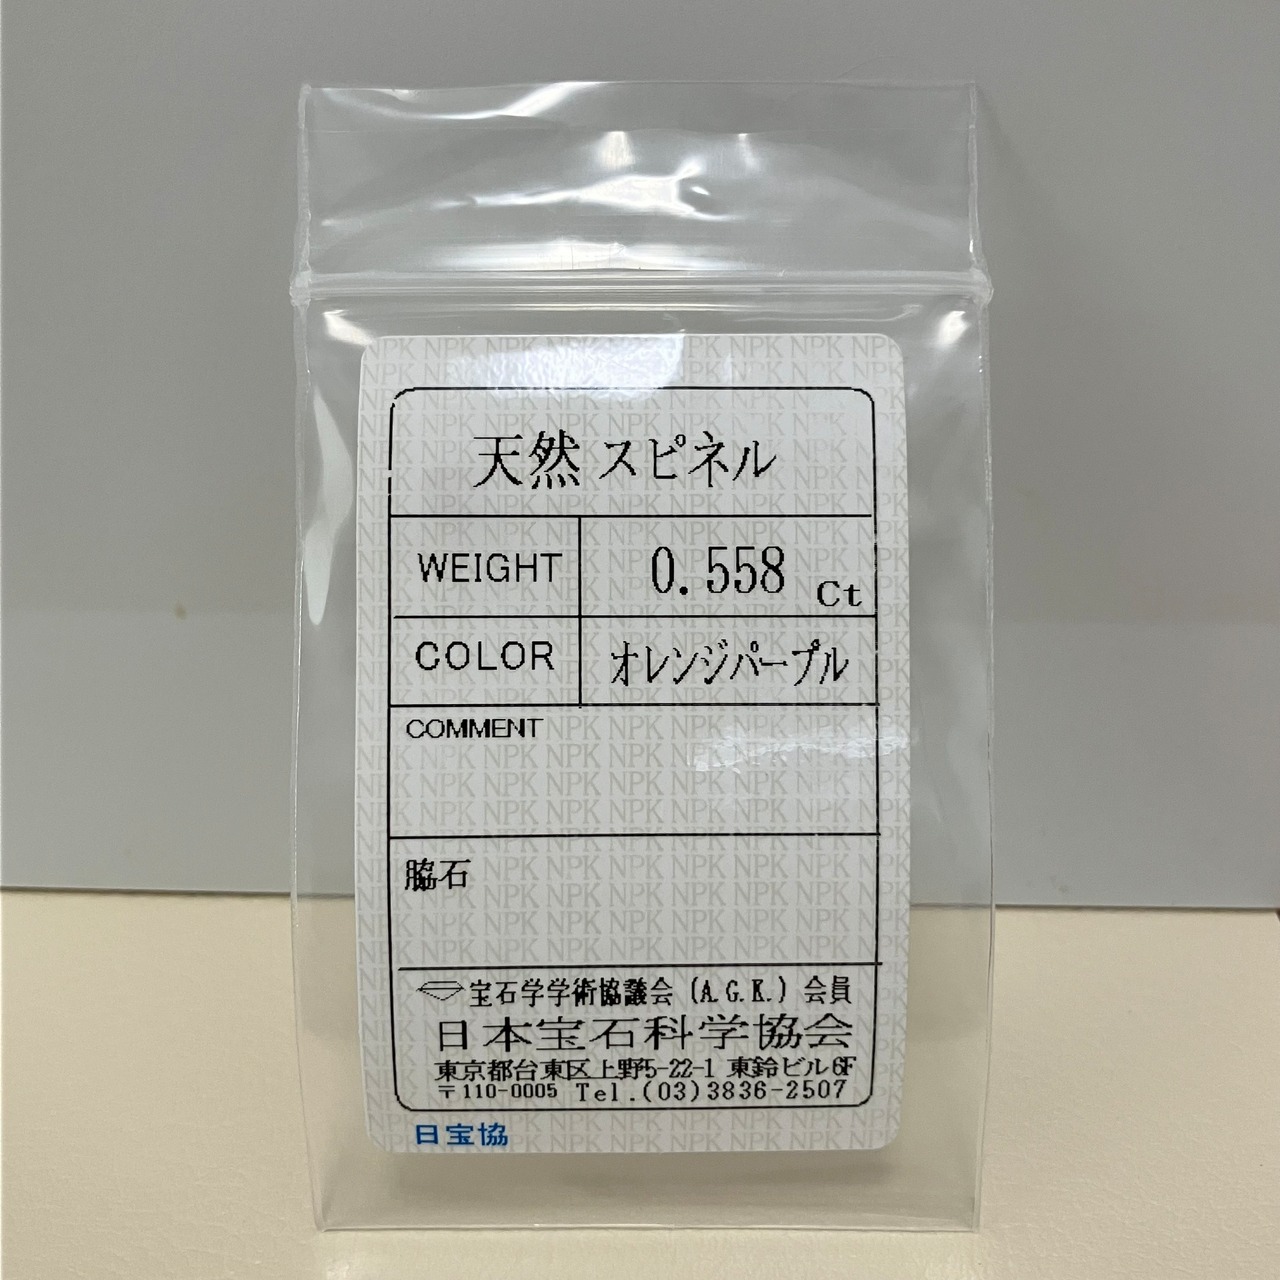 天然 スピネル
WEIGHT 0.558 Ct
COLOR オレンジパープル
COMMENT
脇石
宝石学学術協議会 (A.G.K.) 会員
日本宝石科学協会
東京都台東区上野5-22-1 東鈴ビル6F
〒110-0005 Tel.(03)3836-2507
日宝協